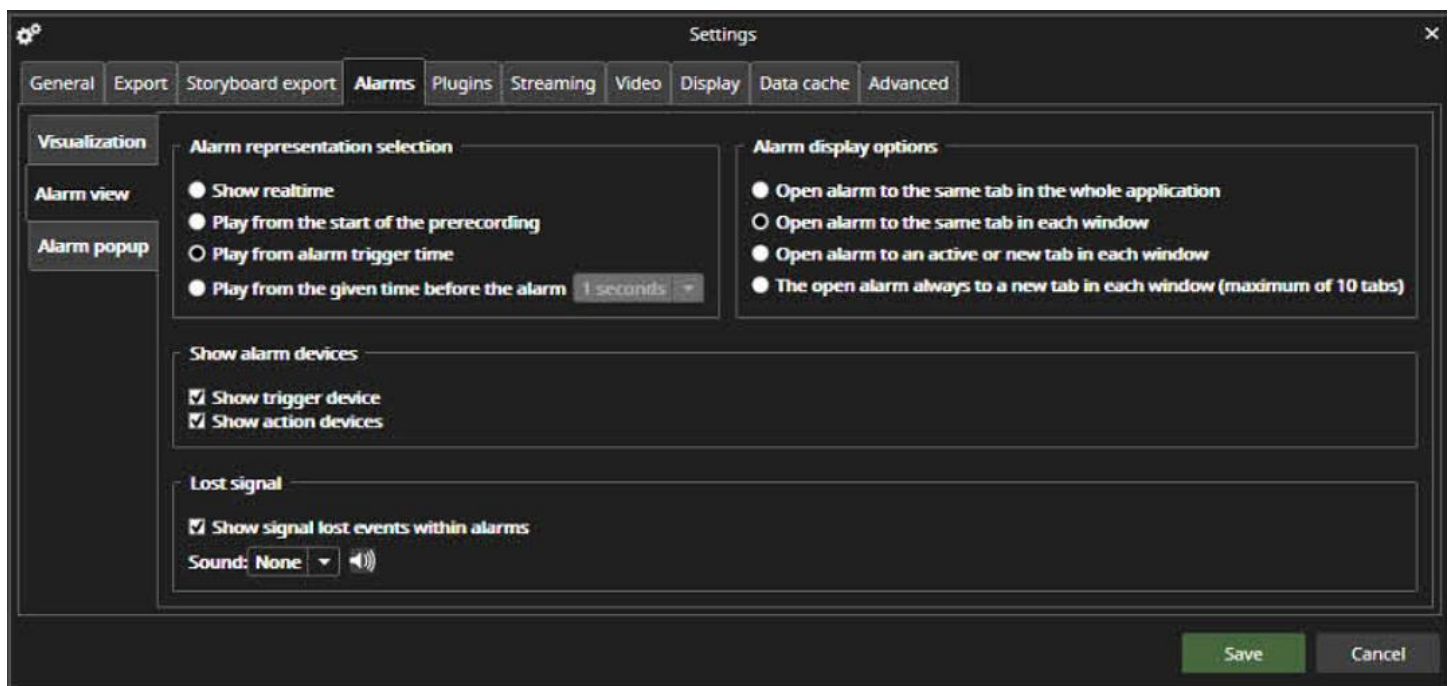 Settings
General Export Storyboard export Alarms Plugins Streaming Video Display Data cache Advanced
Visualization
Alarm view
Alarm popup
Alarm representation selection
Show realtime
Play from the start of the prerecording
Play from alarm trigger time
Play from the given time before the alarm 1 seconds
Alarm display options
Open alarm to the same tab in the whole application
Open alarm to the same tab in each window
Open alarm to an active or new tab in each window
The open alarm always to a new tab in each window (maximum of 10 tabs)
Show alarm devices
Show trigger device
Show action devices
Lost signal
Show signal lost events within alarms
Sound: None
Save Cancel